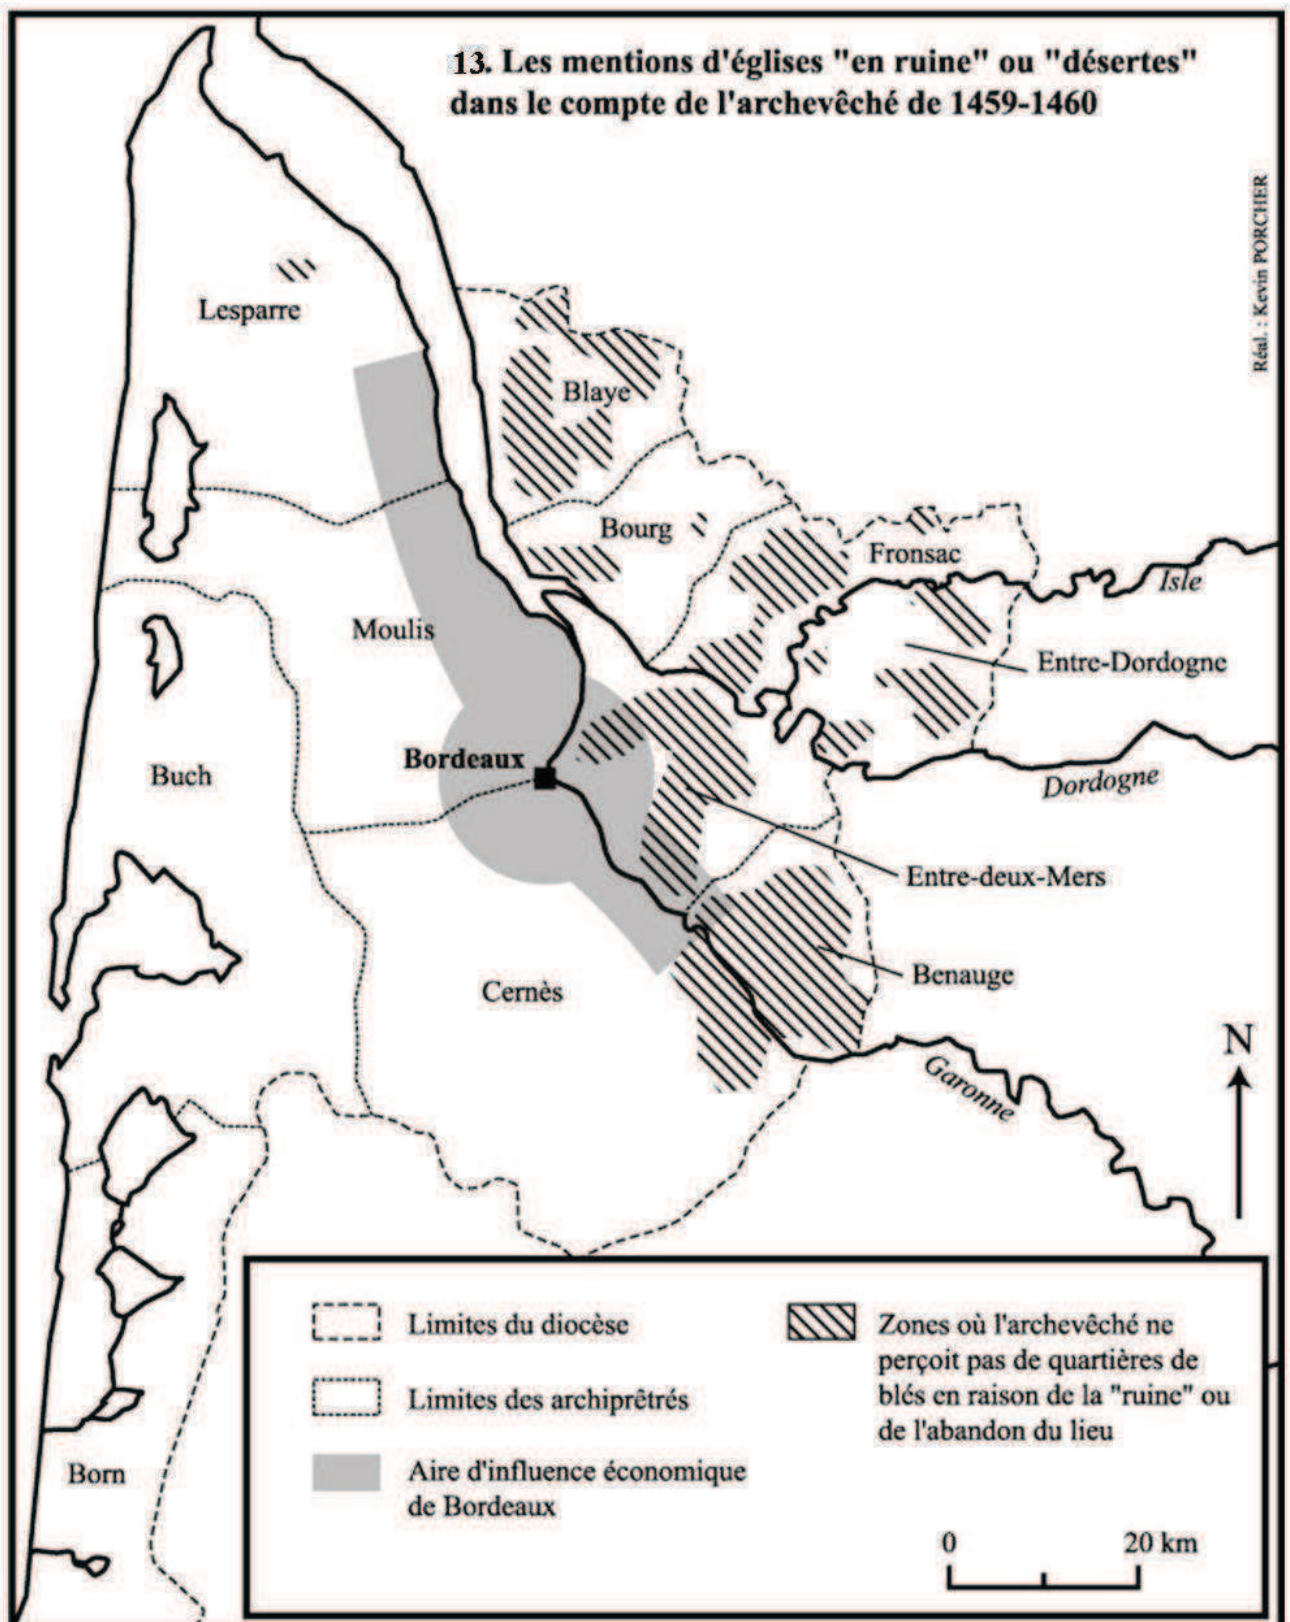 13. Les mentions d'églises "en ruine" ou "désertes"
dans le compte de l'archevêché de 1459-1460
Réal. : Kevin PORCHER
Lesparre
Blaye
Bourg
Fronsac
Isle
Moulis
Entre-Dordogne
Bordeaux
Buch
Dordogne
Entre-deux-Mers
Benauge
Cernès
N
Garonne
Born
Limites du diocèse
Limites des archiprêtrés
Aire d'influence économique
de Bordeaux
Zones où l'archevêché ne
perçoit pas de quartières de
blés en raison de la "ruine" ou
de l'abandon du lieu
0 20 km